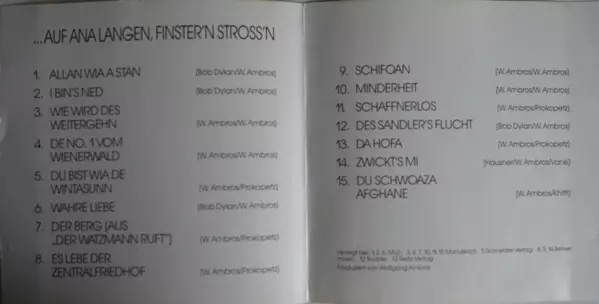 ...AUF ANA LANGEN, FINSTER'N STROSS'N
1. ALLAN WIA A STAN (Bob Dylan/W. Ambros)
2. I BIN'S NED (Bob Dylan/W. Ambros)
3. WIE WIRD DES
WEITERGEHN (W. Ambros/W. Ambros)
4. DE NO. 1 VOM
WIENERWALD (W. Ambros/W. Ambros)
5. DU BIST WIA DE
WINTASUNN (W. Ambros/Prokopetz)
6. WAHRE LIEBE (Bob Dylan/W. Ambros)
7. DER BERG (AUS
„DER WATZMANN RUFT") (W. Ambros/Prokopetz)
8. ES LEBE DER
ZENTRALFRIEDHOF (W. Ambros/Prokopetz)
9. SCHIFOAN (W. Ambros/W. Ambros)
10. MINDERHEIT (W. Ambros/W. Ambros)
11. SCHAFFNERLOS (W. Ambros/Prokopetz)
12. DES SANDLER'S FLUCHT (Bob Dylan/W. Ambros)
13. DA HOFA (W. Ambros/Prokopetz)
14. ZWICKT'S MI
15. DU SCHWOAZA
AFGHANE
Produziert von Wolfgang Ambros